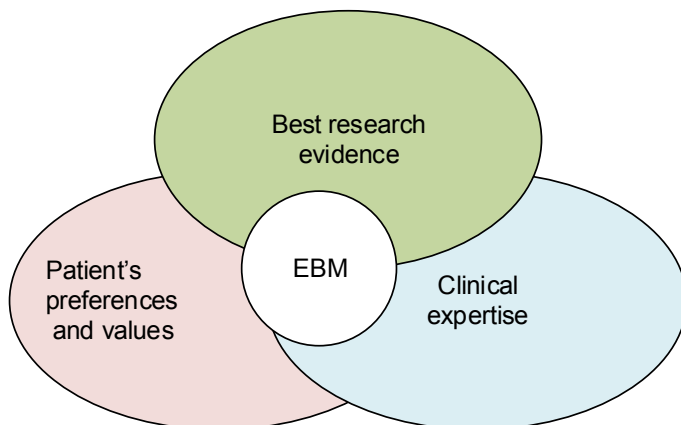 Best research
evidence
EBM
Patient's
preferences
and values
Clinical
expertise